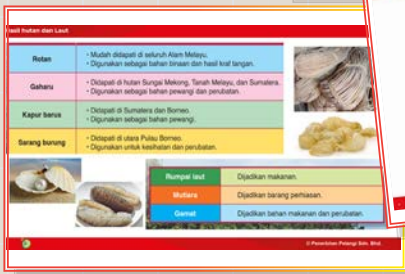 Hasil hutan dan Laut
Rotan
• Mudah didapati di seluruh Alam Melayu.
• Digunakan sebagai bahan binaan dan hasil kraf tangan.
Gaharu
• Didapati di hutan Sungai Mekong, Tanah Melayu, dan Sumatera.
• Digunakan sebagai bahan pewangi dan perubatan.
Kapur barus
• Didapati di Sumatera dan Borneo.
• Digunakan sebagai bahan pewangi.
Sarang burung
• Didapati di utara Pulau Borneo.
• Digunakan untuk kesihatan dan perubatan.
Rumpai laut
Dijadikan makanan.
Mutiara
Dijadikan barang perhiasan.
Gamat
Dijadikan bahan makanan dan perubatan.
© Penerbitan Pelangi Sdn. Bhd.